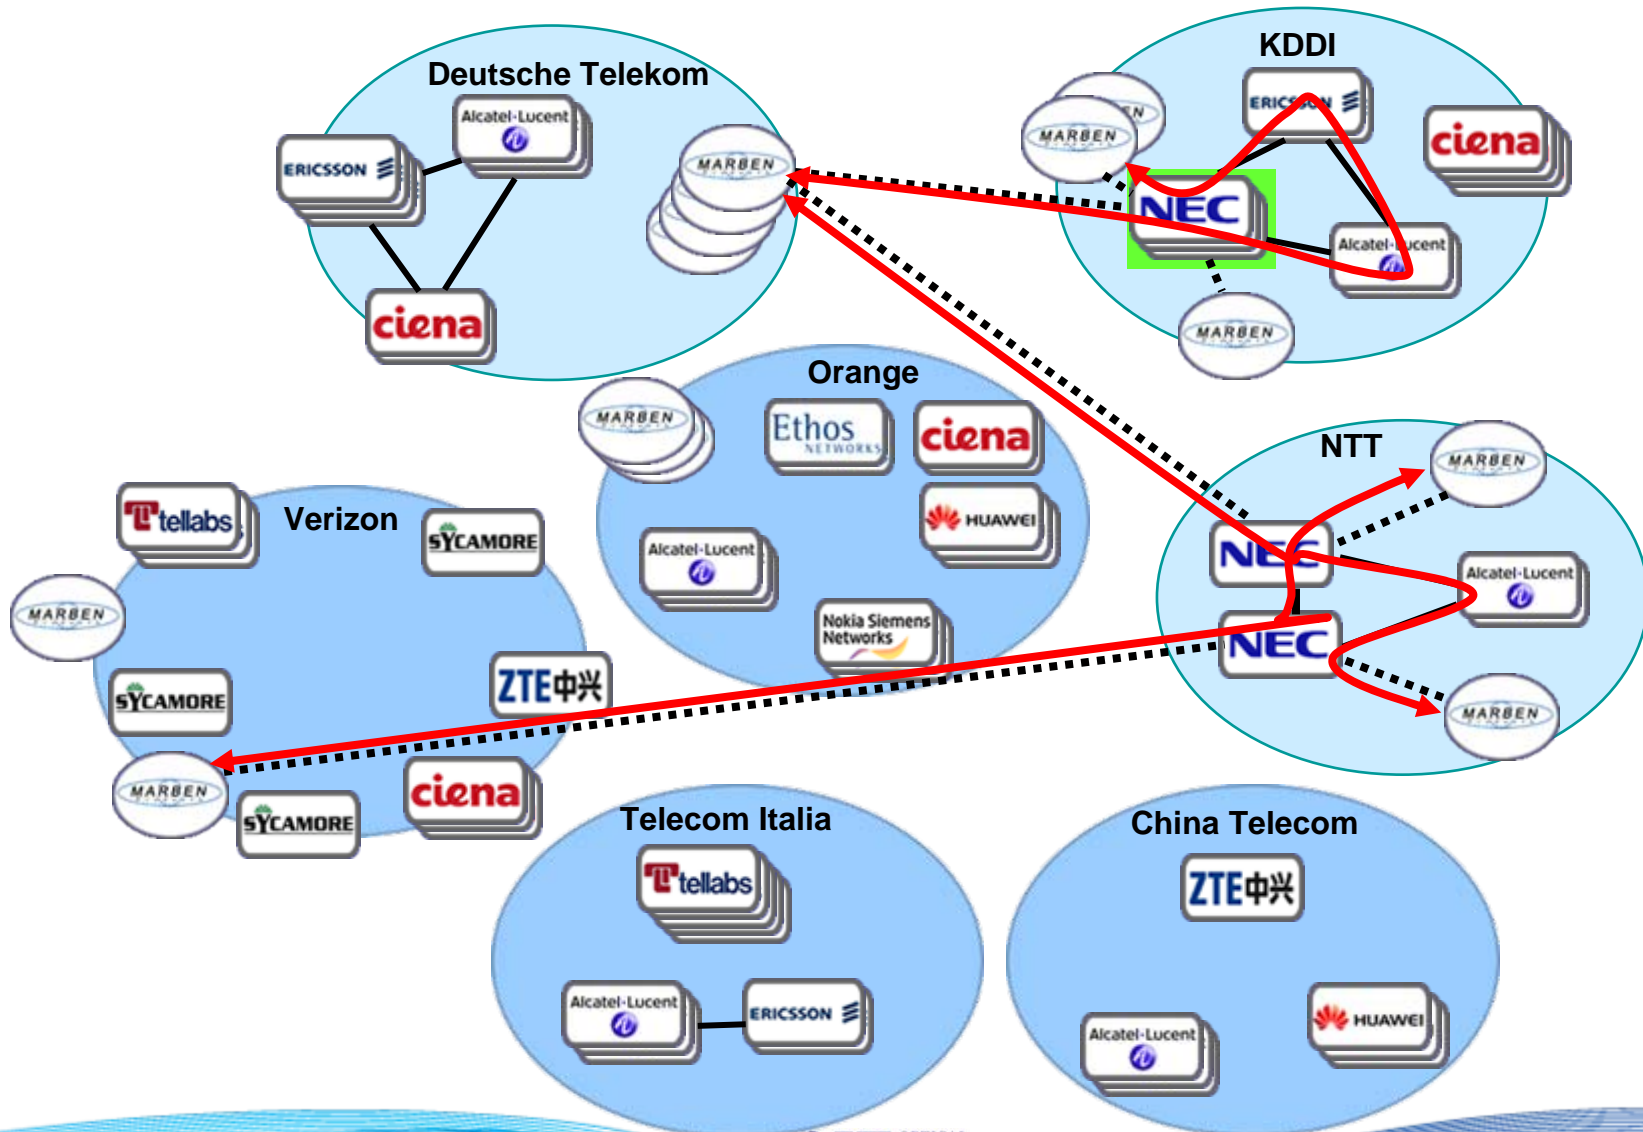 Deutsche Telekom
Alcatel·Lucent
ERICSSON
MARBEN
ciena
KDDI
ERICSSON
MARBEN
ciena
NEC
Alcatel·Lucent
MARBEN
Orange
MARBEN
Ethos
NETWORKS
ciena
HUAWEI
Alcatel·Lucent
Nokia Siemens
Networks
NTT
MARBEN
NEC
Alcatel·Lucent
NEC
MARBEN
Verizon
tellabs
SYCAMORE
MARBEN
SYCAMORE
ZTE中兴
MARBEN
SYCAMORE
ciena
Telecom Italia
tellabs
Alcatel·Lucent
ERICSSON
China Telecom
ZTE中兴
HUAWEI
Alcatel·Lucent